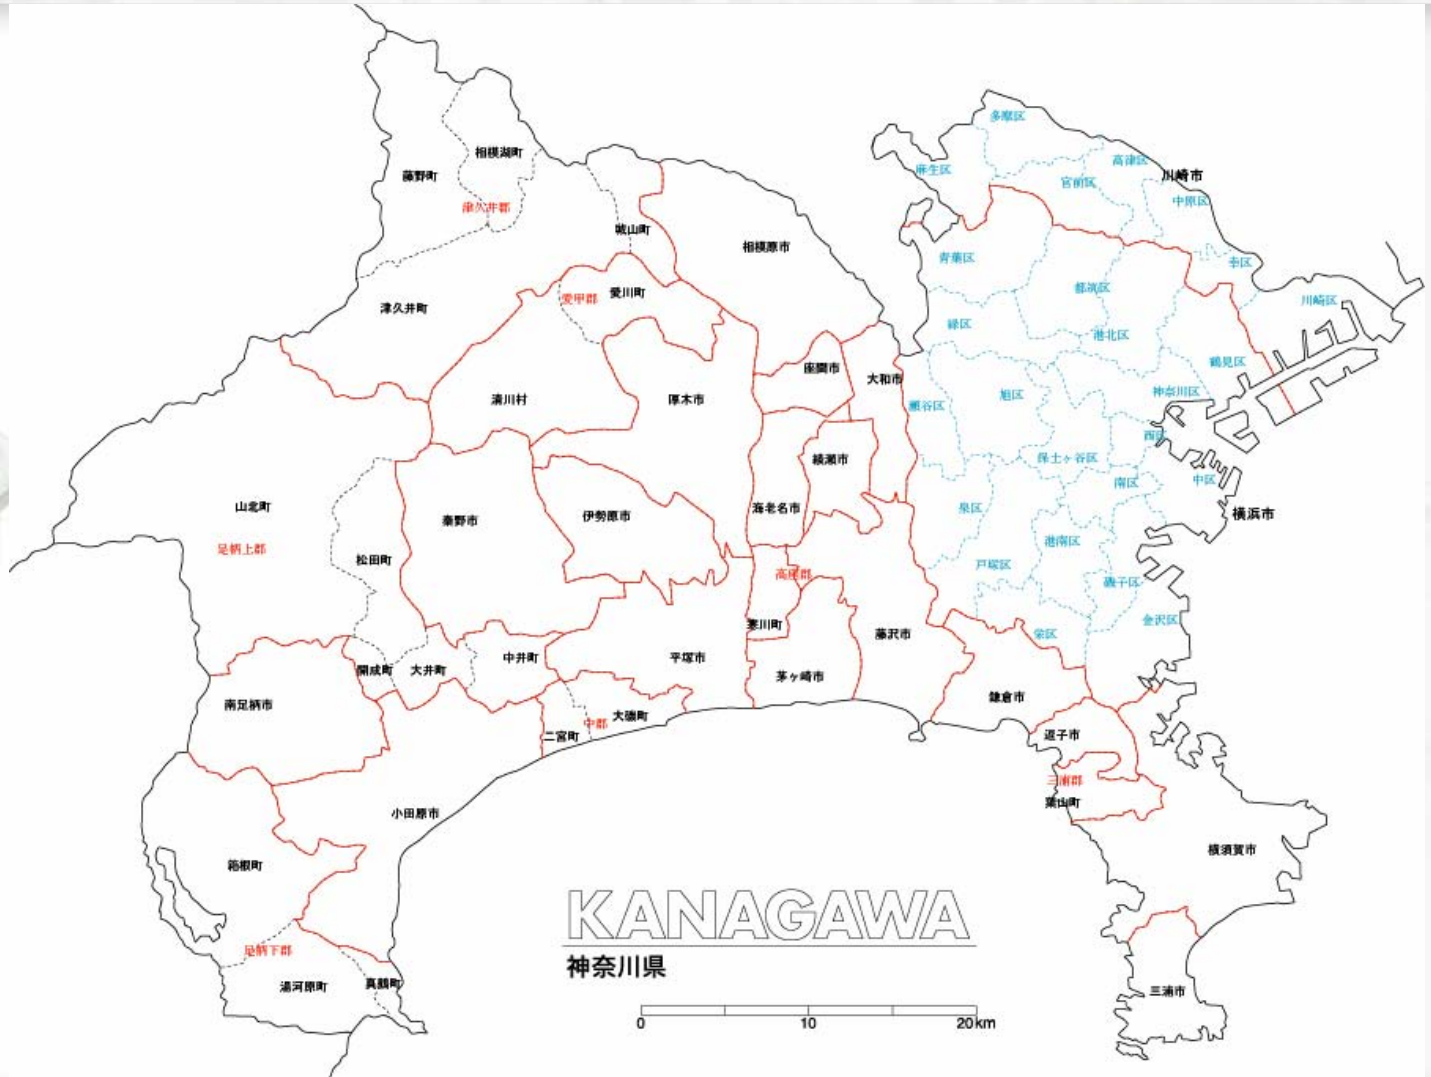 多摩区
相模湖町
高津区
麻生区
川崎市
藤野町
宮前区
中原区
津久井郡
城山町
相模原市
青葉区
幸区
都筑区
愛川町
愛甲郡
川崎区
津久井町
緑区
港北区
鶴見区
座間市
大和市
神奈川区
旭区
清川村
厚木市
瀬谷区
西区
保土ヶ谷区
綾瀬市
中区
南区
山北町
海老名市
泉区
横浜市
伊勢原市
秦野市
港南区
足柄上郡
松田町
戸塚区
高座郡
磯子区
金沢区
寒川町
藤沢市
栄区
中井町
平塚市
開成町
大井町
茅ヶ崎市
鎌倉市
南足柄市
大磯町
中郡
二宮町
逗子市
三浦郡
葉山町
小田原市
横須賀市
箱根町
KANAGAWA
足柄下郡
神奈川県
真鶴町
湯河原町
三浦市
0 10 20km